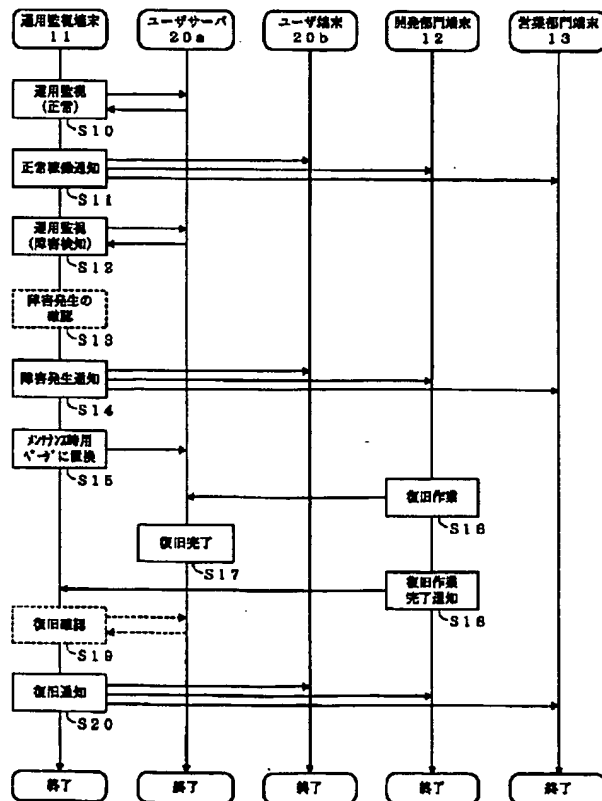 運用監視端末
11
ユーザサーバ
20a
ユーザ端末
20b
開発部門端末
12
営業部門端末
13
運用監視
(正常)
S10
正常稼働通知
S11
運用監視
(障害検知)
S12
障害発生の
確認
S13
障害発生通知
S14
メンテナンス時用
ページに置換
S15
復旧作業
S16
復旧完了
S17
復旧作業
完了通知
S18
復旧確認
S19
復旧通知
S20
終了
終了
終了
終了
終了